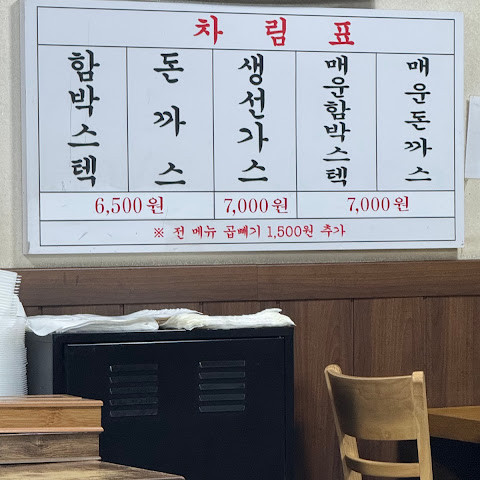 차림표
함박스텍
돈까스
생선가스
매운함박스텍
매운돈까스
6,500원
7,000원
7,000원
※ 전 메뉴 곱빼기 1,500원 추가